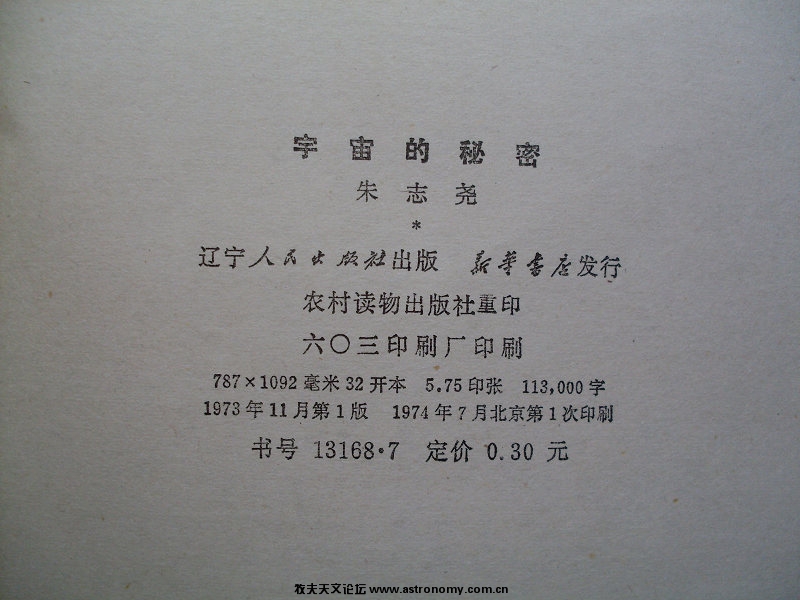 宇宙的秘密
朱志尧
*
辽宁人民出版社出版 新华书店发行
农村读物出版社重印
六〇三印刷厂印刷
787×1092毫米32开本 5.75印张 113,000字
1973年11月第1版 1974年7月北京第1次印刷
书号 13168·7 定价 0.30 元
牧夫天文论坛 www.astronomy.com.cn